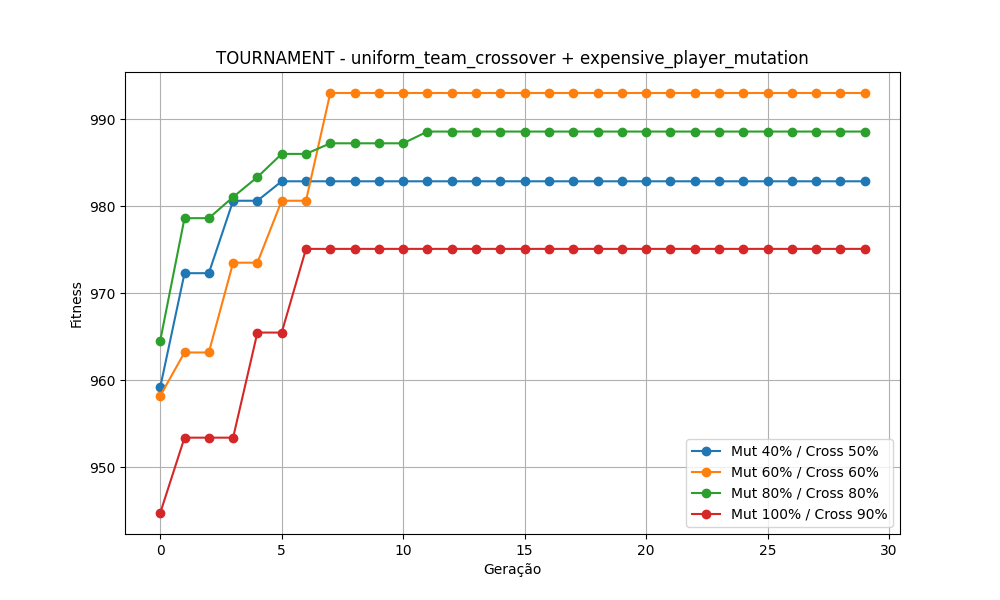 TOURNAMENT - uniform_team_crossover + expensive_player_mutation
Fitness
990
980
970
960
950
0 5 10 15 20 25 30
Geração
Mut 40% / Cross 50%
Mut 60% / Cross 60%
Mut 80% / Cross 80%
Mut 100% / Cross 90%